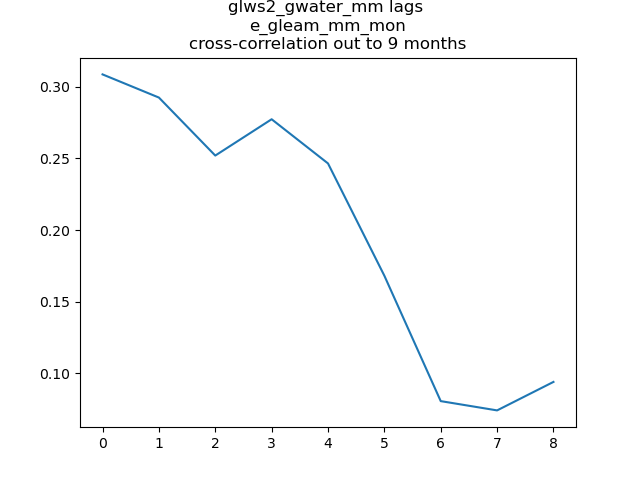 glws2_gwater_mm lags
e_gleam_mm_mon
cross-correlation out to 9 months
0.30
0.25
0.20
0.15
0.10
0 1 2 3 4 5 6 7 8